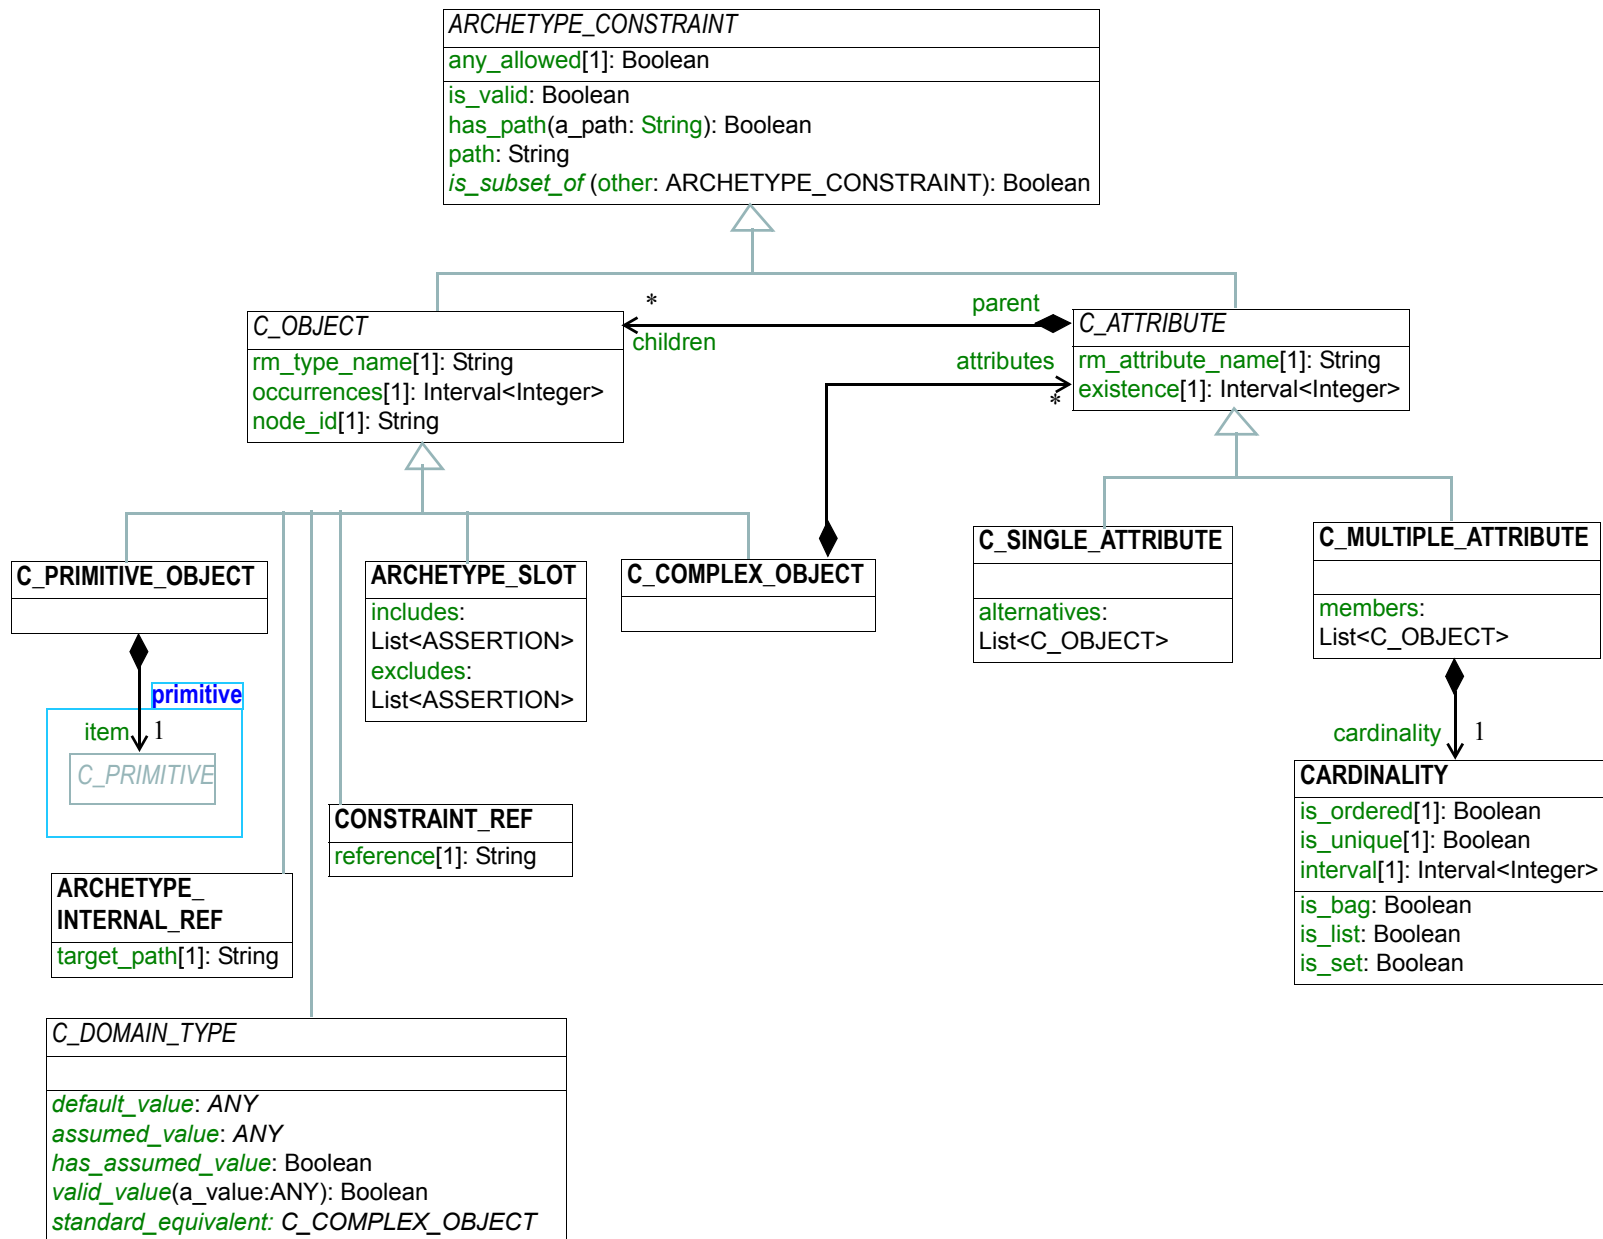 ARCHETYPE_CONSTRAINT
any_allowed[1]: Boolean
is_valid: Boolean
has_path(a_path: String): Boolean
path: String
is_subset_of (other: ARCHETYPE_CONSTRAINT): Boolean
C_OBJECT
rm_type_name[1]: String
occurrences[1]: Interval<Integer>
node_id[1]: String
*
children
parent
attributes
*
C_ATTRIBUTE
rm_attribute_name[1]: String
existence[1]: Interval<Integer>
C_PRIMITIVE_OBJECT
ARCHETYPE_SLOT
includes:
List<ASSERTION>
excludes:
List<ASSERTION>
C_COMPLEX_OBJECT
C_SINGLE_ATTRIBUTE
alternatives:
List<C_OBJECT>
C_MULTIPLE_ATTRIBUTE
members:
List<C_OBJECT>
primitive
item 1
C_PRIMITIVE
cardinality 1
CARDINALITY
is_ordered[1]: Boolean
is_unique[1]: Boolean
interval[1]: Interval<Integer>
is_bag: Boolean
is_list: Boolean
is_set: Boolean
CONSTRAINT_REF
reference[1]: String
ARCHETYPE_
INTERNAL_REF
target_path[1]: String
C_DOMAIN_TYPE
default_value: ANY
assumed_value: ANY
has_assumed_value: Boolean
valid_value(a_value:ANY): Boolean
standard_equivalent: C_COMPLEX_OBJECT